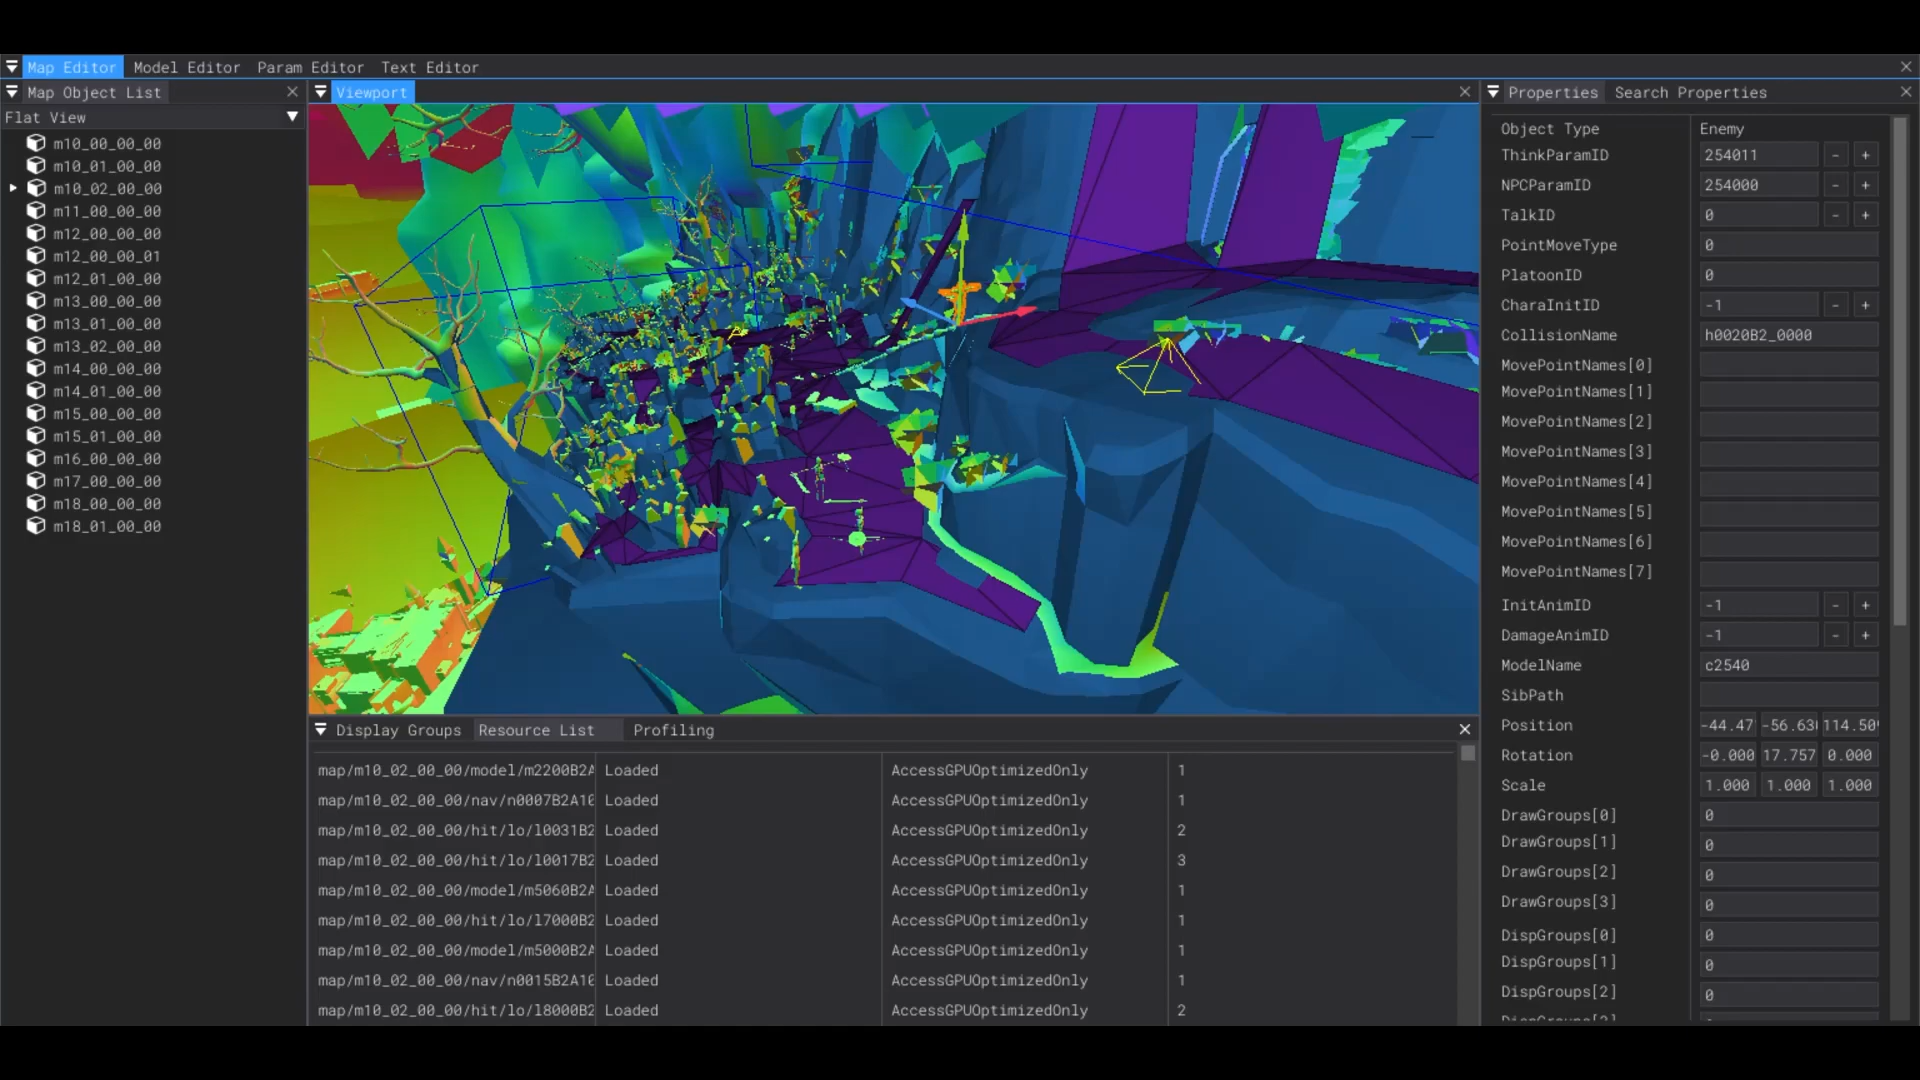 Map Editor Model Editor Param Editor Text Editor
Map Object List
Flat View
m10_00_00_00
m10_01_00_00
m10_02_00_00
m11_00_00_00
m12_00_00_00
m12_00_00_01
m12_01_00_00
m13_00_00_00
m13_01_00_00
m13_02_00_00
m14_00_00_00
m14_01_00_00
m15_00_00_00
m15_01_00_00
m16_00_00_00
m17_00_00_00
m18_00_00_00
m18_01_00_00
Viewport
Display Groups Resource List Profiling
map/m10_02_00_00/model/m2200B2A Loaded AccessGPUOptimizedOnly 1
map/m10_02_00_00/nav/n0007B2A10 Loaded AccessGPUOptimizedOnly 1
map/m10_02_00_00/hit/lo/l0031B2 Loaded AccessGPUOptimizedOnly 2
map/m10_02_00_00/hit/lo/l0017B2 Loaded AccessGPUOptimizedOnly 3
map/m10_02_00_00/model/m5060B2A Loaded AccessGPUOptimizedOnly 1
map/m10_02_00_00/hit/lo/l7000B2 Loaded AccessGPUOptimizedOnly 1
map/m10_02_00_00/model/m5000B2A Loaded AccessGPUOptimizedOnly 1
map/m10_02_00_00/nav/n0015B2A10 Loaded AccessGPUOptimizedOnly 1
map/m10_02_00_00/hit/lo/l8000B2 Loaded AccessGPUOptimizedOnly 2
Properties Search Properties
Object Type Enemy
ThinkParamID 254011 - +
NPCParamID 254000 - +
TalkID 0 - +
PointMoveType 0
PlatoonID 0
CharaInitID -1 - +
CollisionName h0020B2_0000
MovePointNames[0]
MovePointNames[1]
MovePointNames[2]
MovePointNames[3]
MovePointNames[4]
MovePointNames[5]
MovePointNames[6]
MovePointNames[7]
InitAnimID -1 - +
DamageAnimID -1 - +
ModelName c2540
SibPath
Position -44.47 -56.63 114.50
Rotation -0.000 17.757 0.000
Scale 1.000 1.000 1.000
DrawGroups[0] 0
DrawGroups[1] 0
DrawGroups[2] 0
DrawGroups[3] 0
DispGroups[0] 0
DispGroups[1] 0
DispGroups[2] 0